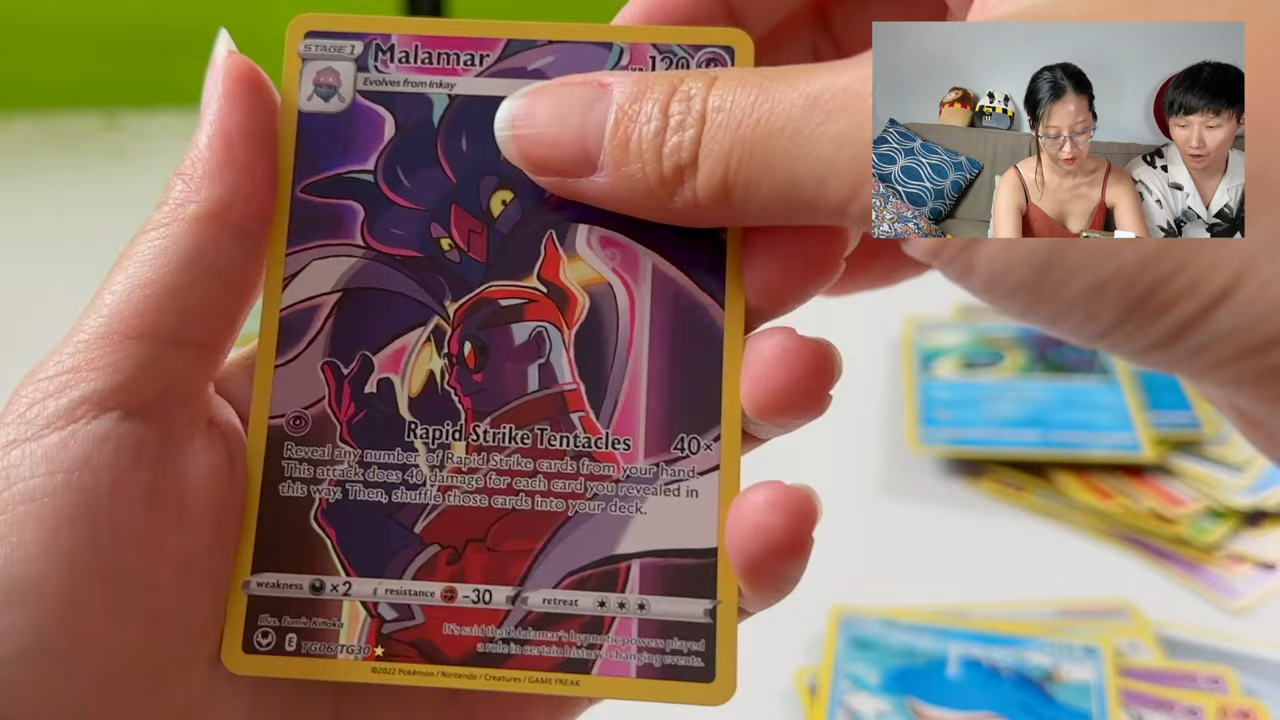 STAGE 1
Malamar
120
Evolves from Inkay
Rapid Strike Tentacles 40×
Reveal any number of Rapid Strike cards from your hand.
This attack does 40 damage for each card you revealed in
this way. Then, shuffle those cards into your deck.
weakness ×2 resistance -30 retreat
Illus. Fumie Kittaka
E TG06/TG30
It's said that Malamar's hypnotic powers played
a role in certain history-changing events.
©2022 Pokémon / Nintendo / Creatures / GAME FREAK